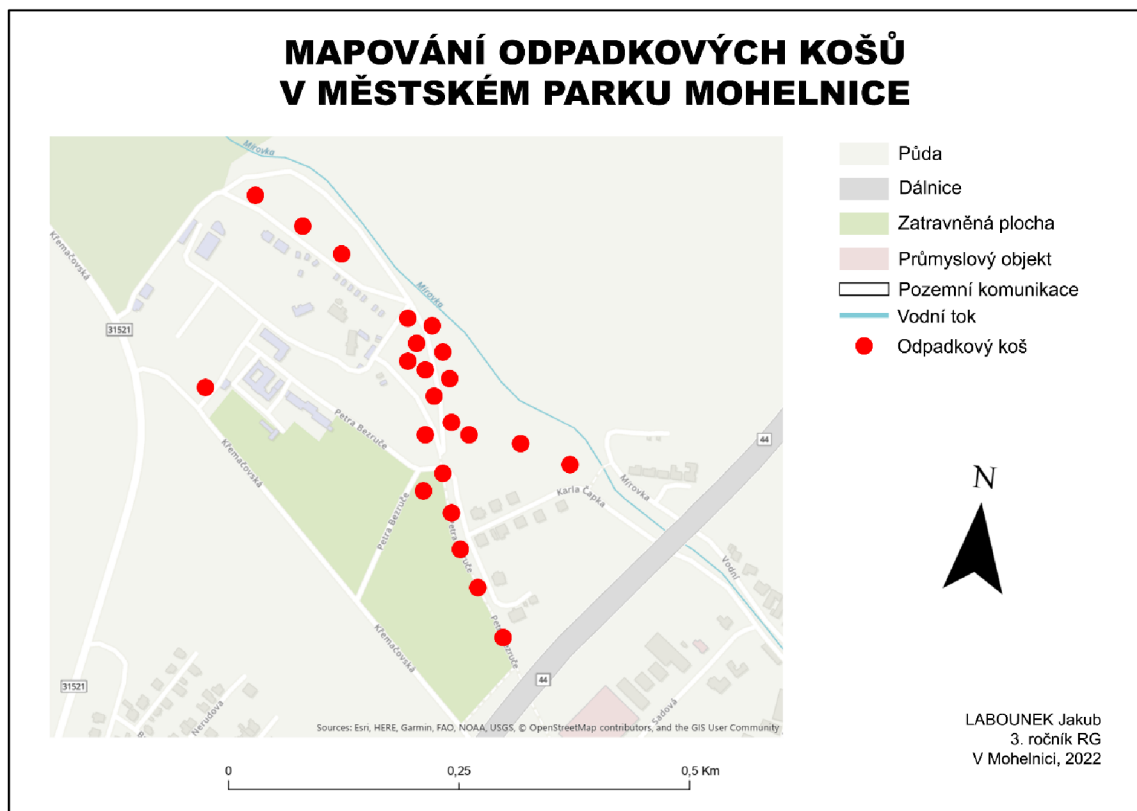 MAPOVÁNÍ ODPADKOVÝCH KOŠŮ
V MĚSTSKÉM PARKU MOHELNICE
Mírovka
Křemačovská
31521
Mírovka
Petra Bezruče
Křemačovská
Petra Bezruče
Karla Čapka
Mírovka
44
Vodní
Křemačovská
31521
Nerudova
44
Sadová
Sources: Esri, HERE, Garmin, FAO, NOAA, USGS, © OpenStreetMap contributors, and the GIS User Community
Půda
Dálnice
Zatravněná plocha
Průmyslový objekt
Pozemní komunikace
Vodní tok
Odpadkový koš
N
LABOUNEK Jakub
3. ročník RG
V Mohelnici, 2022
0 0,25 0,5 Km